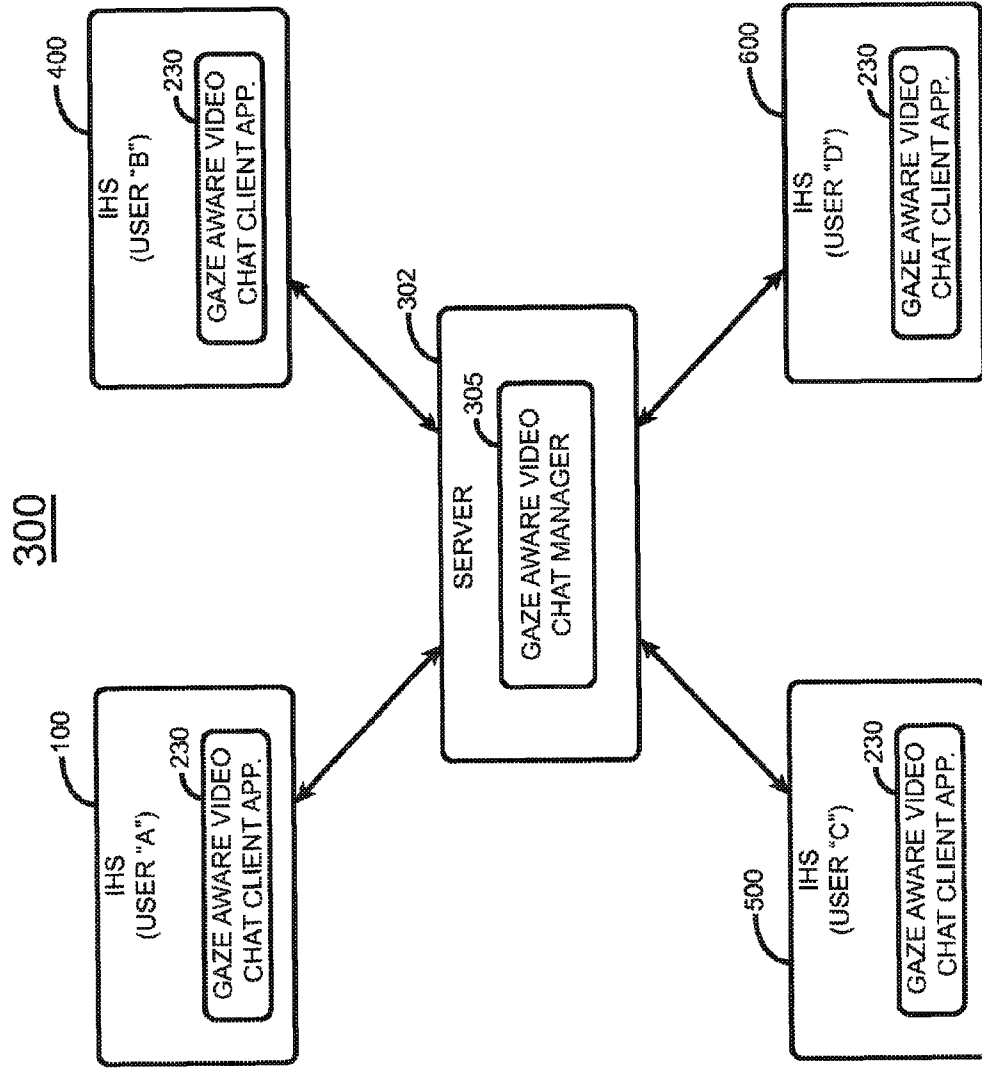 300
100
IHS
(USER "A")
230
GAZE AWARE VIDEO
CHAT CLIENT APP.
400
IHS
(USER "B")
230
GAZE AWARE VIDEO
CHAT CLIENT APP.
302
SERVER
305
GAZE AWARE VIDEO
CHAT MANAGER
500
IHS
(USER "C")
230
GAZE AWARE VIDEO
CHAT CLIENT APP.
600
IHS
(USER "D")
230
GAZE AWARE VIDEO
CHAT CLIENT APP.